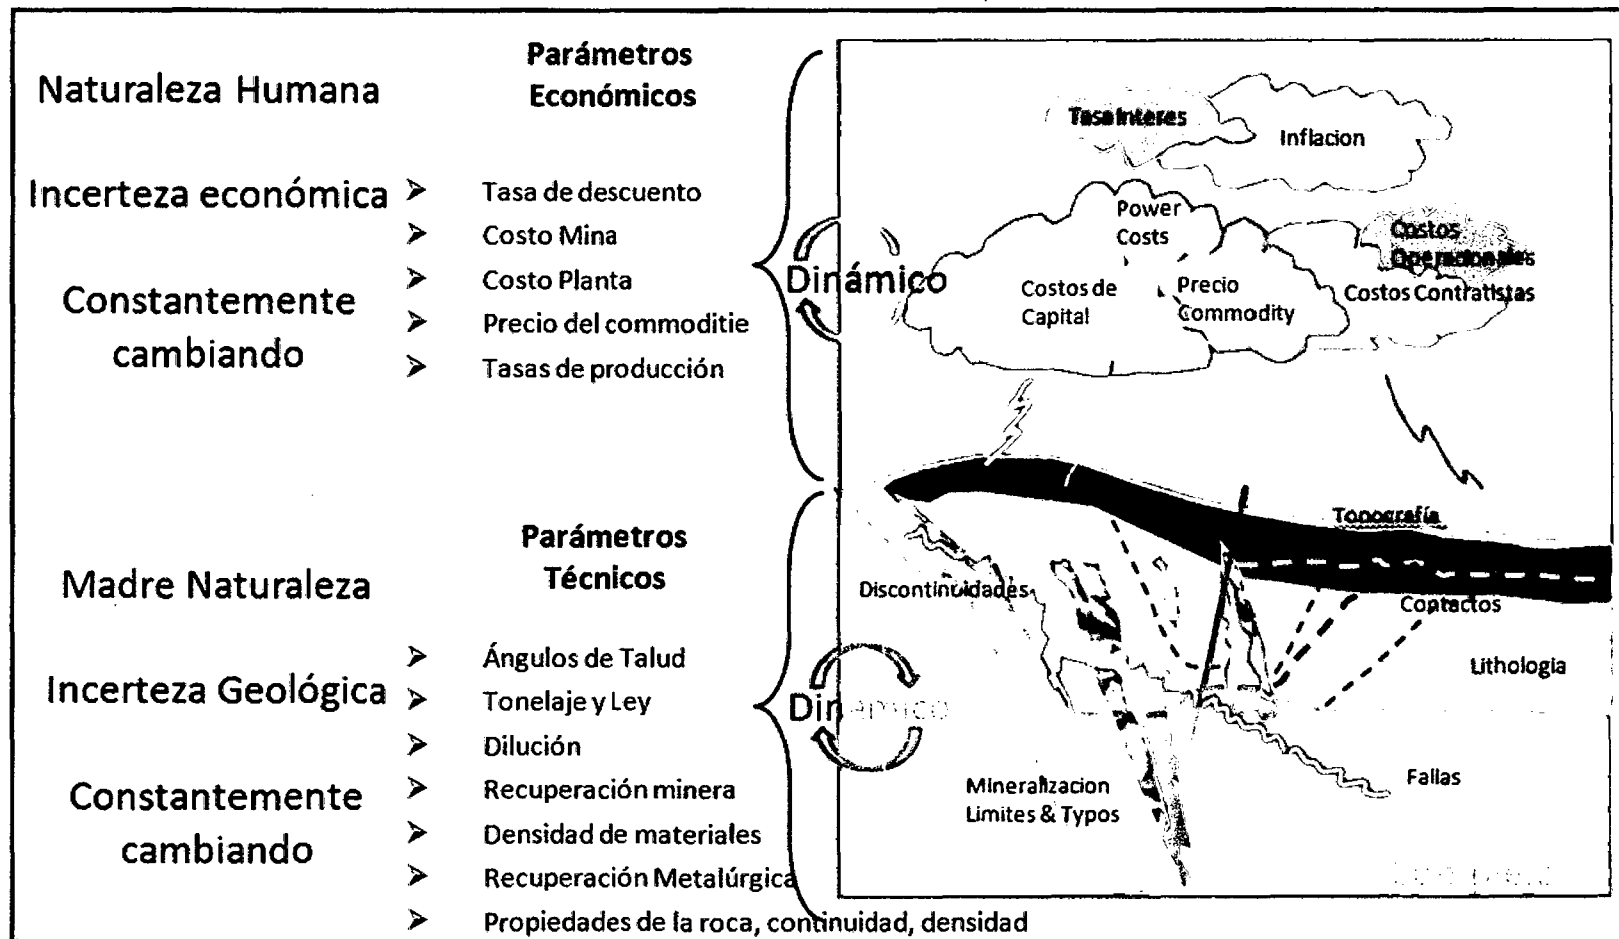 Naturaleza Humana
Incerteza económica
Constantemente
cambiando
Parámetros
Económicos
➤ Tasa de descuento
➤ Costo Mina
➤ Costo Planta
➤ Precio del commoditie
➤ Tasas de producción
Dinámico
Tasa Interes
Inflacion
Power
Costs
Costos
Operacionales
Costos de
Capital
Precio
Commodity
Costos Contratistas
Madre Naturaleza
Incerteza Geológica
Constantemente
cambiando
Parámetros
Técnicos
➤ Ángulos de Talud
➤ Tonelaje y Ley
➤ Dilución
➤ Recuperación minera
➤ Densidad de materiales
➤ Recuperación Metalúrgica
➤ Propiedades de la roca, continuidad, densidad
Dinámico
Topografía
Discontinuidades
Contactos
Lithologia
Fallas
Mineralizacion
Limites & Typos